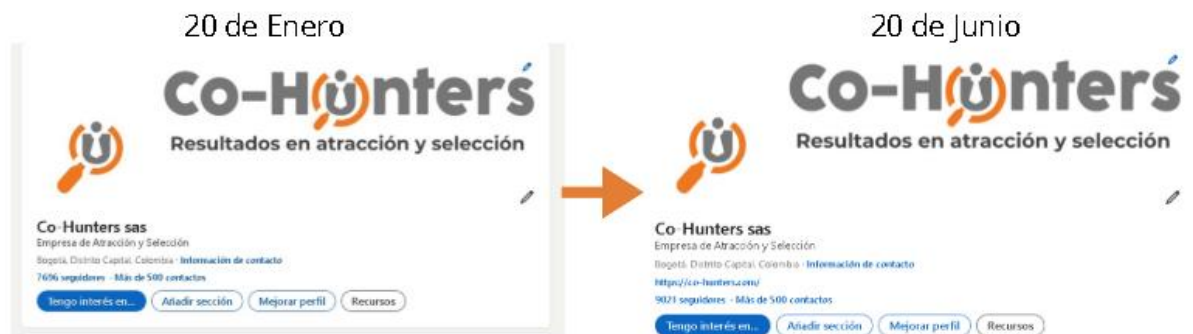 20 de Enero
Co-Hunters
Resultados en atracción y selección
Co-Hunters sas
Empresa de Atracción y Selección
Bogotá, Distrito Capital, Colombia · Información de contacto
7696 seguidores · Más de 500 contactos
Tengo interés en... Añadir sección Mejorar perfil Recursos
20 de Junio
Co-Hunters
Resultados en atracción y selección
Co-Hunters sas
Empresa de Atracción y Selección
Bogotá, Distrito Capital, Colombia · Información de contacto
https://co-hunters.com/
9021 seguidores · Más de 500 contactos
Tengo interés en... Añadir sección Mejorar perfil Recursos